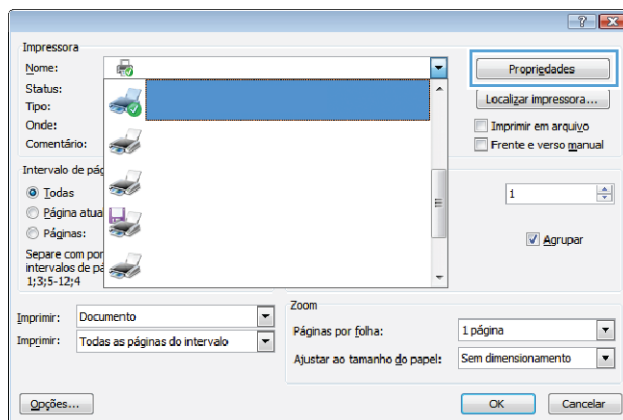 Impressora
Nome:
Propriedades
Status:
Localizar impressora...
Tipo:
Onde:
Imprimir em arquivo
Comentário:
Frente e verso manual
Intervalo de pág
Todas
1
Página atua
Páginas:
Agrupar
Separe com por
intervalos de pá
1;3;5-12;4
Imprimir: Documento
Imprimir: Todas as páginas do intervalo
Zoom
Páginas por folha: 1 página
Ajustar ao tamanho do papel: Sem dimensionamento
Opções...
OK
Cancelar